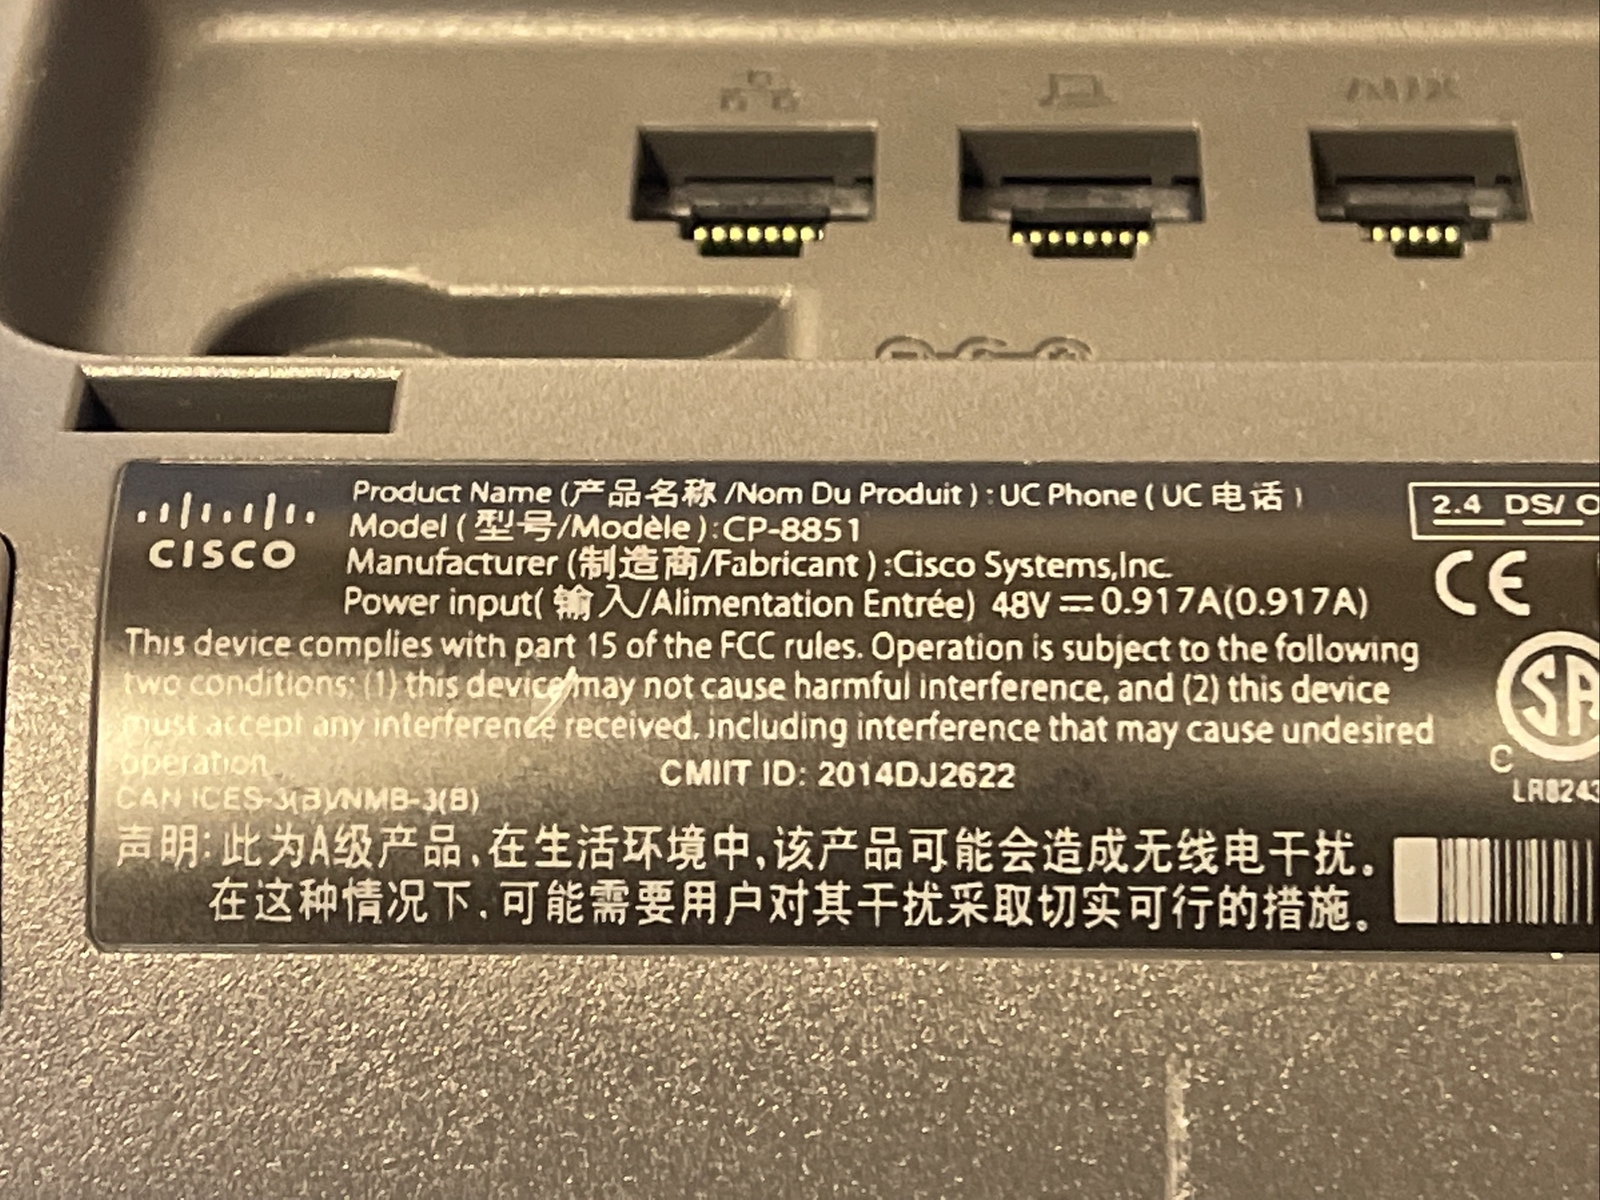 AUX
CISCO
Product Name (产品名称 /Nom Du Produit ) : UC Phone ( UC 电话 )
Model ( 型号/Modèle ):CP-8851
Manufacturer (制造商/Fabricant ) :Cisco Systems,Inc.
Power input( 输入/Alimentation Entrée) 48V ⎓ 0.917A(0.917A)
This device complies with part 15 of the FCC rules. Operation is subject to the following
two conditions: (1) this device may not cause harmful interference, and (2) this device
must accept any interference received, including interference that may cause undesired
operation.
CMIIT ID: 2014DJ2622
CAN ICES-3(B)/NMB-3(B)
声明: 此为A级产品,在生活环境中,该产品可能会造成无线电干扰。
在这种情况下,可能需要用户对其干扰采取切实可行的措施。
2.4 DS/ O
CE
SA
C
LR8243